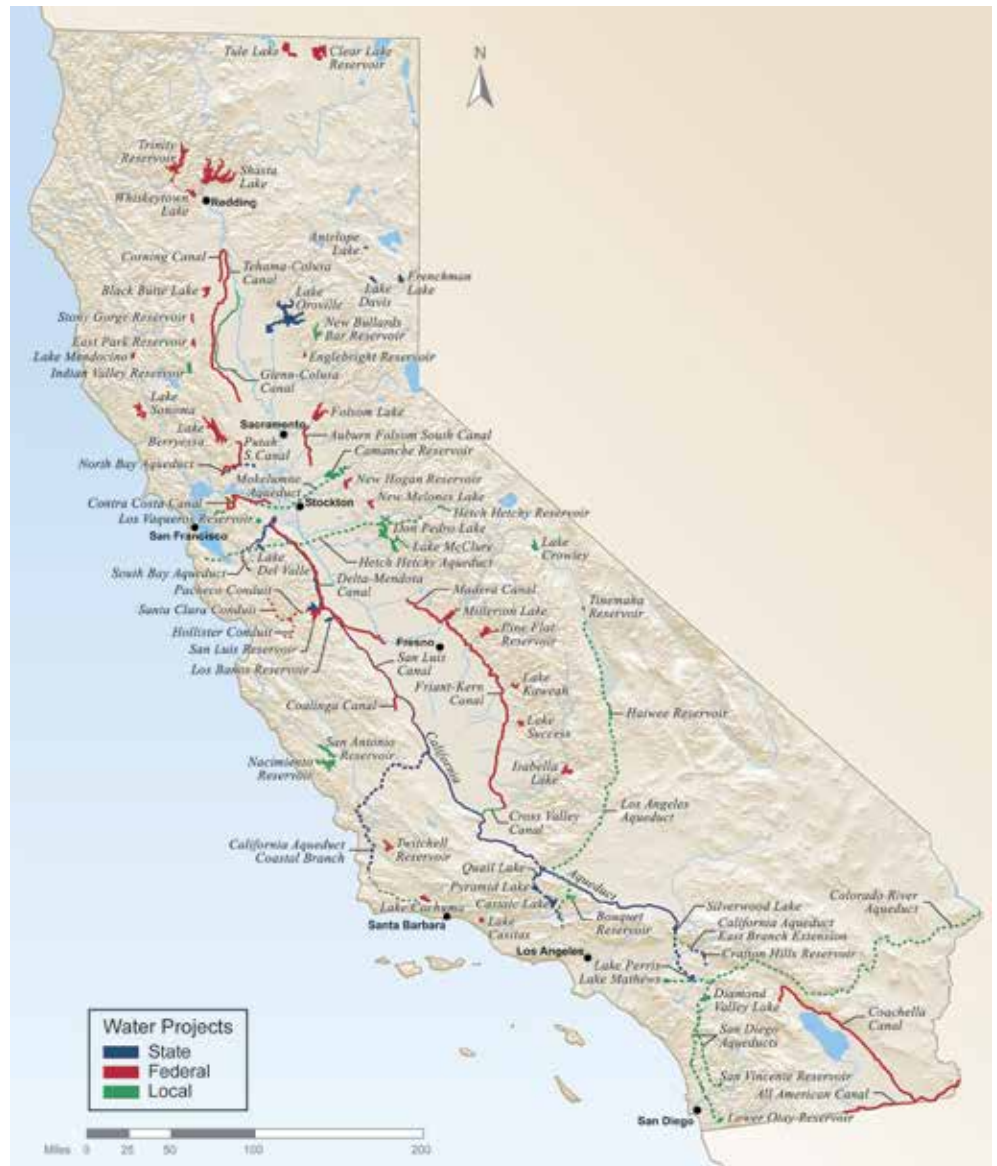 Tule Lake
Clear Lake
Reservoir
N
Trinity
Reservoir
Shasta
Lake
Whiskeytown
Lake
Redding
Antelope
Lake
Corning Canal
Tehama-Colusa
Canal
Lake
Oroville
Lake
Davis
Frenchman
Lake
Black Butte Lake
Stony Gorge Reservoir
New Bullards
Bar Reservoir
East Park Reservoir
Lake Mendocino
Englebright Reservoir
Indian Valley Reservoir
Glenn-Colusa
Canal
Lake
Sonoma
Folsom Lake
Sacramento
Lake
Berryessa
Putah
S. Canal
Auburn Folsom South Canal
Camanche Reservoir
North Bay Aqueduct
Mokelumne
Aqueduct
New Hogan Reservoir
New Melones Lake
Contra Costa Canal
Stockton
Hetch Hetchy Reservoir
Los Vaqueros Reservoir
San Francisco
Don Pedro Lake
Lake McClure
Lake
Crowley
South Bay Aqueduct
Lake
Del Valle
Hetch Hetchy Aqueduct
Delta-Mendota
Canal
Pacheco Conduit
Santa Clara Conduit
Madera Canal
Tinemaha
Reservoir
Millerton Lake
Hollister Conduit
San Luis Reservoir
Los Baños Reservoir
Pine Flat
Reservoir
Fresno
San Luis
Canal
Friant-Kern
Canal
Lake
Kaweah
Coalinga Canal
Lake
Success
Haiwee Reservoir
San Antonio
Reservoir
Nacimiento
Reservoir
California
Isabella
Lake
Cross Valley
Canal
Los Angeles
Aqueduct
California Aqueduct
Coastal Branch
Twitchell
Reservoir
Quail Lake
Aqueduct
Pyramid Lake
Castaic Lake
Lake Cachuma
Santa Barbara
Lake
Casitas
Bouquet
Reservoir
Silverwood Lake
California Aqueduct
East Branch Extension
Colorado River
Aqueduct
Crafton Hills Reservoir
Los Angeles
Lake Perris
Lake Mathews
Diamond
Valley Lake
Coachella
Canal
San Diego
Aqueducts
San Vincente Reservoir
All American Canal
San Diego
Lower Otay Reservoir
Water Projects
State
Federal
Local
Miles 0 25 50 100 200